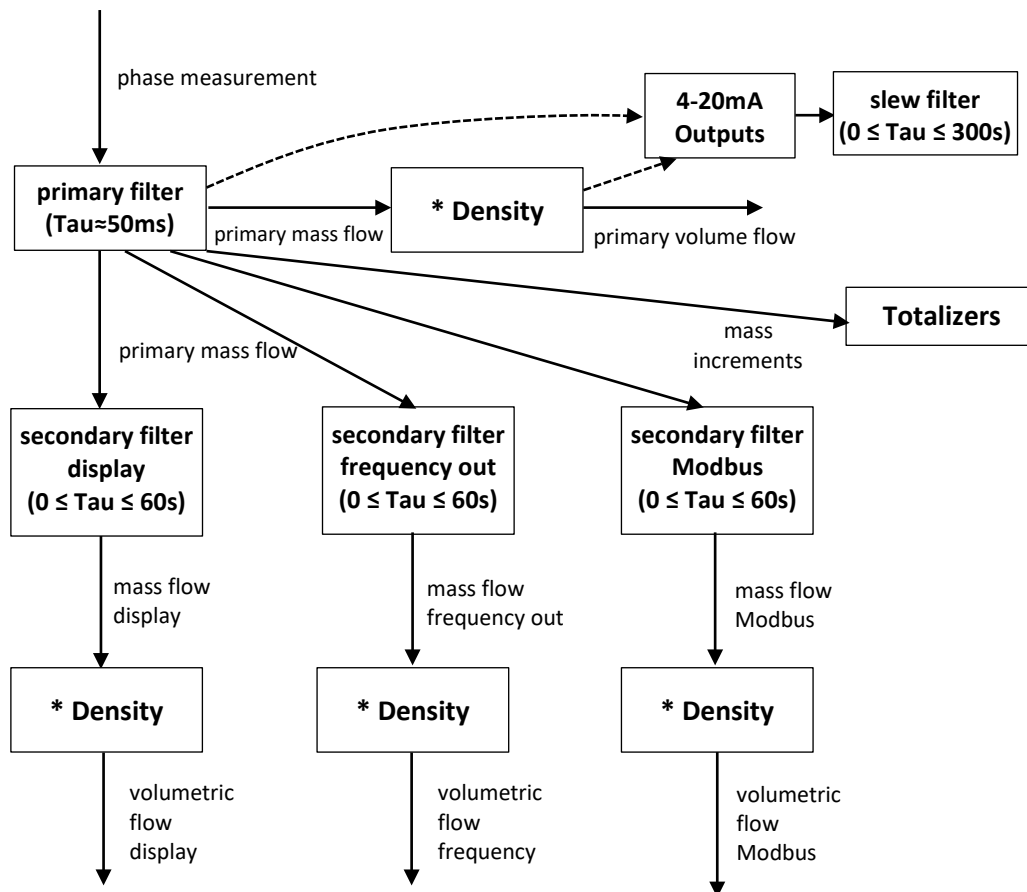 phase measurement
4-20mA
Outputs
slew filter
(0 ≤ Tau ≤ 300s)
primary filter
(Tau≈50ms)
primary mass flow
* Density
primary volume flow
Totalizers
mass
increments
primary mass flow
secondary filter
display
(0 ≤ Tau ≤ 60s)
secondary filter
frequency out
(0 ≤ Tau ≤ 60s)
secondary filter
Modbus
(0 ≤ Tau ≤ 60s)
mass flow
display
mass flow
frequency out
mass flow
Modbus
* Density
* Density
* Density
volumetric
flow
display
volumetric
flow
frequency
volumetric
flow
Modbus